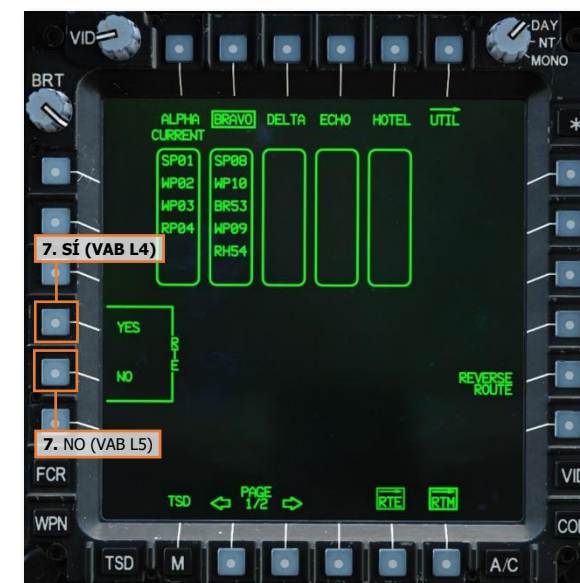 VID
DAY
NT
MONO
BRT
ALPHA BRAVO DELTA ECHO HOTEL UTIL
CURRENT
*
SP01 SP08
WP02 WP10
WP03 BR53
RP04 WP09
RH54
7. SÍ (VAB L4)
YES
RTE
NO
REVERSE
ROUTE
7. NO (VAB L5)
FCR
VID
TSD PAGE RTE RTM
1/2
WPN
TSD M A/C